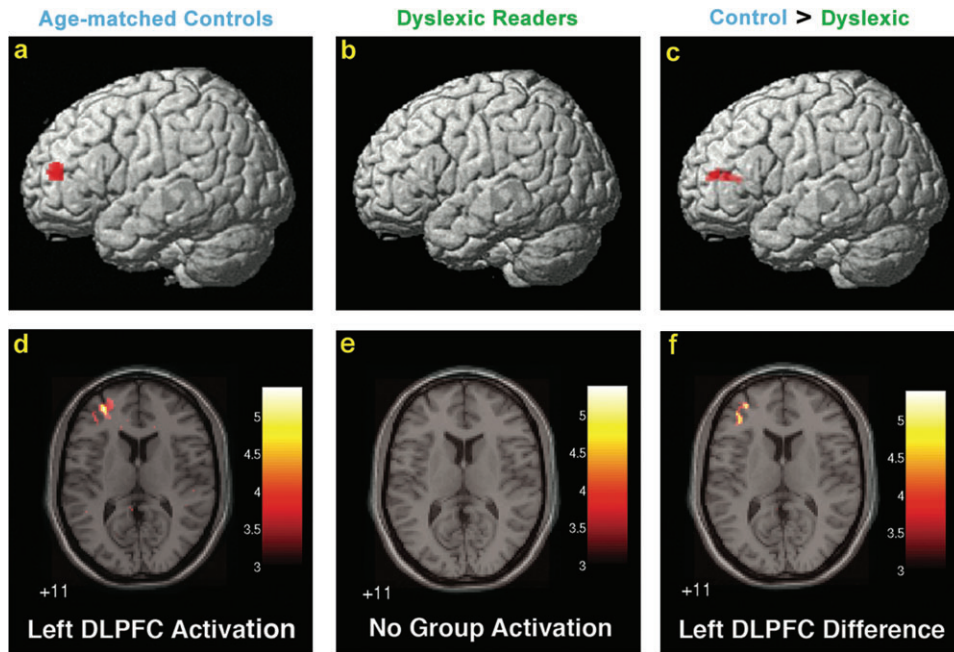 Age-matched Controls
Dyslexic Readers
Control > Dyslexic
a
b
c
d
5
4.5
4
3.5
3
+11
Left DLPFC Activation
e
5
4.5
4
3.5
3
+11
No Group Activation
f
5
4.5
4
3.5
3
+11
Left DLPFC Difference